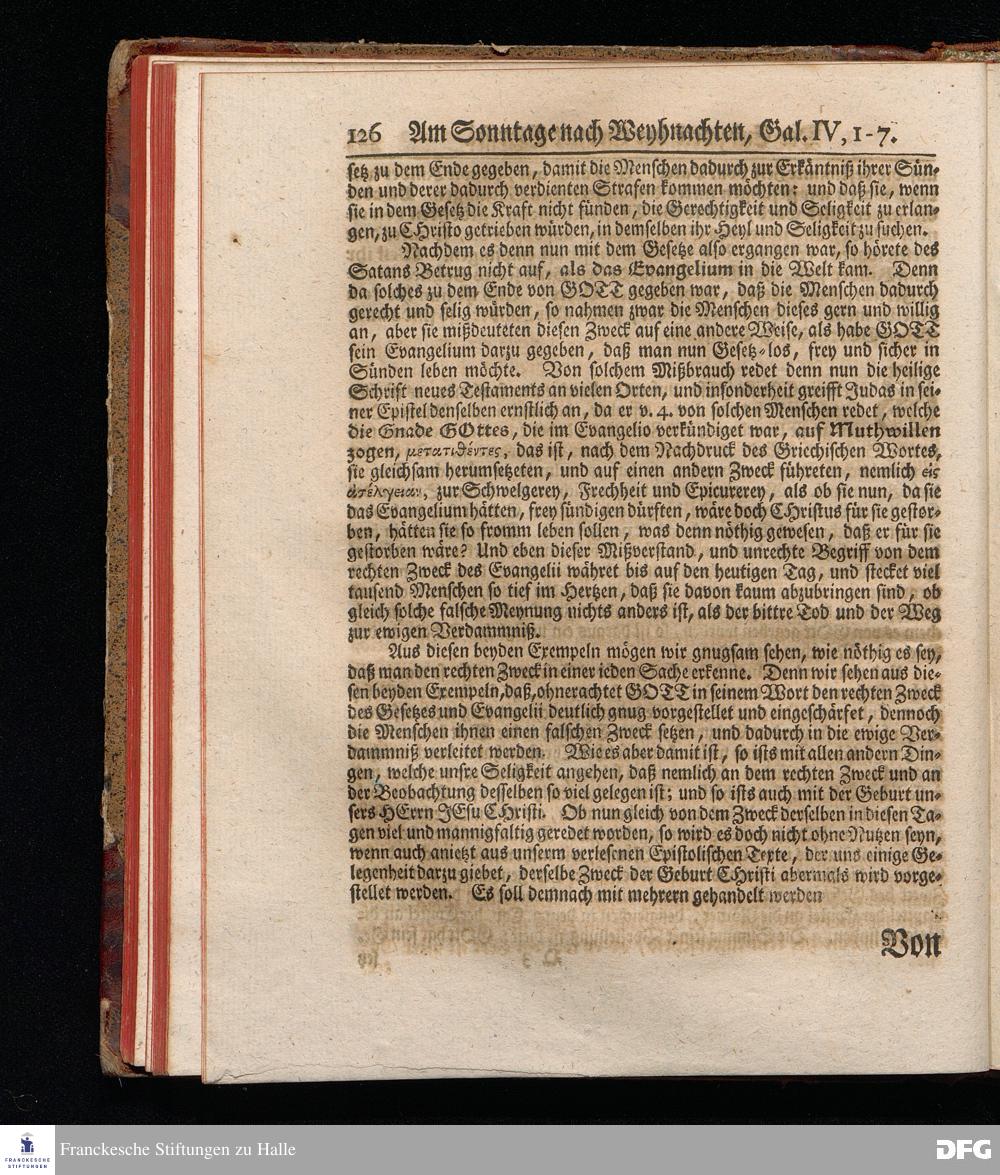 126 Am Sonntage nach Weyhnachten, Gal. IV, 1-7.
setz zu dem Ende gegeben, damit die Menschen dadurch zur Erkäntniß ihrer Sün-
den und derer dadurch verdienten Strafen kommen möchten: und daß sie, wenn
sie in dem Gesetz die Kraft nicht fünden, die Gerechtigkeit und Seligkeit zu erlan-
gen, zu CHristo getrieben würden, in demselben ihr Heyl und Seligkeit zu suchen.
Nachdem es denn nun mit dem Gesetze also ergangen war, so hörete des
Satans Betrug nicht auf, als das Evangelium in die Welt kam. Denn
da solches zu dem Ende von GOTT gegeben war, daß die Menschen dadurch
gerecht und selig würden, so nahmen zwar die Menschen dieses gern und willig
an, aber sie mißdeuteten diesen Zweck auf eine andere Weise, als habe GOTT
sein Evangelium darzu gegeben, daß man nun Gesetz-los, frey und sicher in
Sünden leben möchte. Von solchem Mißbrauch redet denn nun die heilige
Schrift neues Testaments an vielen Orten, und insonderheit greifft Judas in sei-
ner Epistel denselben ernstlich an, da er v. 4. von solchen Menschen redet, welche
die Gnade GOttes, die im Evangelio verkündiget war, auf Muthwillen
zogen, μετατιθέντες, das ist, nach dem Nachdruck des Griechischen Wortes,
sie gleichsam herumsetzeten, und auf einen andern Zweck führeten, nemlich εἰς
ἀσέλγειαν, zur Schwelgerey, Frechheit und Epicurerey, als ob sie nun, da sie
das Evangelium hätten, frey sündigen dürften, wäre doch CHristus für sie gestor-
ben, hätten sie so fromm leben sollen, was denn nöthig gewesen, daß er für sie
gestorben wäre? Und eben dieser Mißverstand, und unrechte Begriff von dem
rechten Zweck des Evangelii währet bis auf den heutigen Tag, und stecket viel
tausend Menschen so tief im Hertzen, daß sie davon kaum abzubringen sind, ob
gleich solche falsche Meynung nichts anders ist, als der bittre Tod und der Weg
zur ewigen Verdammniß.
Aus diesen beyden Exempeln mögen wir gnugsam sehen, wie nöthig es sey,
daß man den rechten Zweck in einer ieden Sache erkenne. Denn wir sehen aus die-
sen beyden Exempeln, daß, ohnerachtet GOTT in seinem Wort den rechten Zweck
des Gesetzes und Evangelii deutlich gnug vorgestellet und eingeschärfet, dennoch
die Menschen ihnen einen falschen Zweck setzen, und dadurch in die ewige Ver-
dammniß verleitet werden. Wie es aber damit ist, so ists mit allen andern Din-
gen, welche unsre Seligkeit angehen, daß nemlich an dem rechten Zweck und an
der Beobachtung desselben so viel gelegen ist; und so ists auch mit der Geburt un-
sers HErrn JEsu CHristi. Ob nun gleich von dem Zweck derselben in diesen Ta-
gen viel und mannigfaltig geredet worden, so wird es doch nicht ohne Nutzen seyn,
wenn auch anietzt aus unserm verlesenen Epistolischen Texte, der uns einige Ge-
legenheit darzu giebet, derselbe Zweck der Geburt CHristi abermals wird vorge-
stellet werden. Es soll demnach mit mehrern gehandelt werden
Von
FRANCKESCHE
STIFTUNGEN
Franckesche Stiftungen zu Halle
DFG